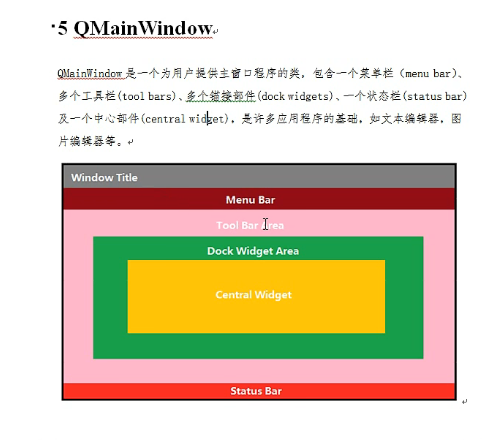 5 QMainWindow
QMainWindow 是一个为用户提供主窗口程序的类，包含一个菜单栏（menu bar）、
多个工具栏(tool bars)、多个锚接部件(dock widgets)、一个状态栏(status bar)
及一个中心部件(central widget)，是许多应用程序的基础，如文本编辑器，图
片编辑器等。
Window Title
Menu Bar
Tool Bar Area
Dock Widget Area
Central Widget
Status Bar